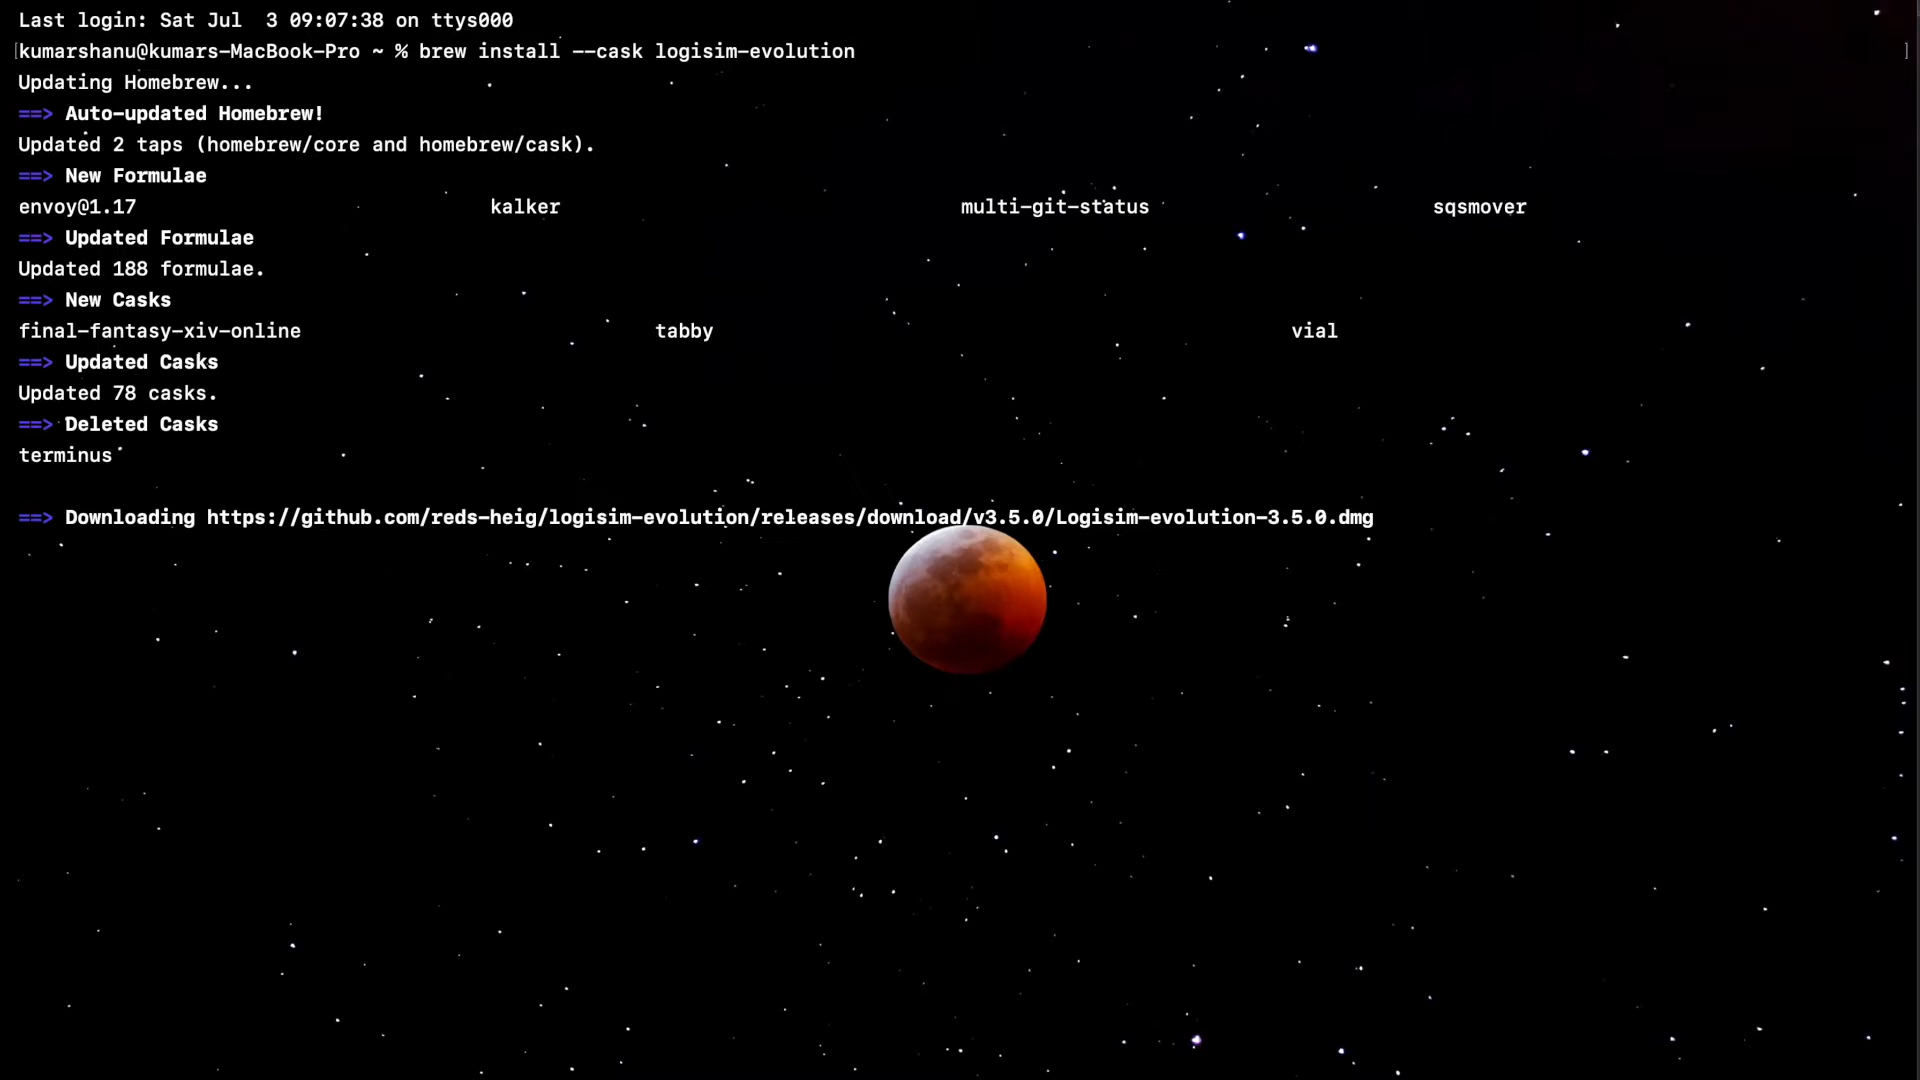 Last login: Sat Jul  3 09:07:38 on ttys000
[kumarshanu@kumars-MacBook-Pro ~ % brew install --cask logisim-evolution ]
Updating Homebrew...
==> Auto-updated Homebrew!
Updated 2 taps (homebrew/core and homebrew/cask).
==> New Formulae
envoy@1.17 kalker multi-git-status sqsmover
==> Updated Formulae
Updated 188 formulae.
==> New Casks
final-fantasy-xiv-online tabby vial
==> Updated Casks
Updated 78 casks.
==> Deleted Casks
terminus
==> Downloading https://github.com/reds-heig/logisim-evolution/releases/download/v3.5.0/Logisim-evolution-3.5.0.dmg